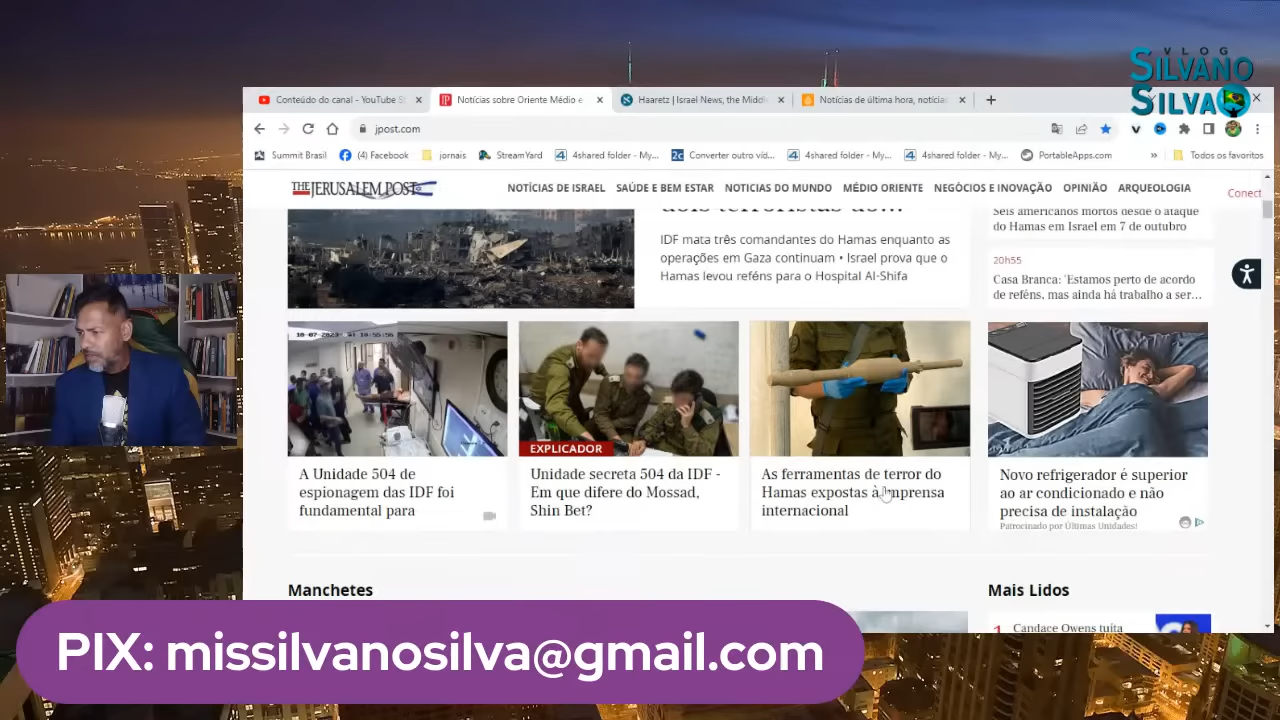 VLOG
SILVANO
SILVA
Conteúdo do canal - YouTube S
Notícias sobre Oriente Médio e
Haaretz | Israel News, the Middl
Notícias de última hora, notícias
jpost.com
Summit Brasil
(4) Facebook
jornais
StreamYard
4shared folder - My...
Converter outro víd...
4shared folder - My...
4shared folder - My...
PortableApps.com
»
Todos os favoritos
THE JERUSALEM POST
NOTÍCIAS DE ISRAEL
SAÚDE E BEM ESTAR
NOTICIAS DO MUNDO
MÉDIO ORIENTE
NEGÓCIOS E INOVAÇÃO
OPINIÃO
ARQUEOLOGIA
Conect
dois terroristas do...
IDF mata três comandantes do Hamas enquanto as
operações em Gaza continuam • Israel prova que o
Hamas levou reféns para o Hospital Al-Shifa
Seis americanos mortos desde o ataque
do Hamas em Israel em 7 de outubro
20h55
Casa Branca: 'Estamos perto de acordo
de reféns, mas ainda há trabalho a ser...
EXPLICADOR
A Unidade 504 de
espionagem das IDF foi
fundamental para
Unidade secreta 504 da IDF -
Em que difere do Mossad,
Shin Bet?
As ferramentas de terror do
Hamas expostas à imprensa
internacional
Novo refrigerador é superior
ao ar condicionado e não
precisa de instalação
Patrocinado por Últimas Unidades!
Manchetes
Mais Lidos
1 Candace Owens tuíta
PIX: missilvanosilva@gmail.com